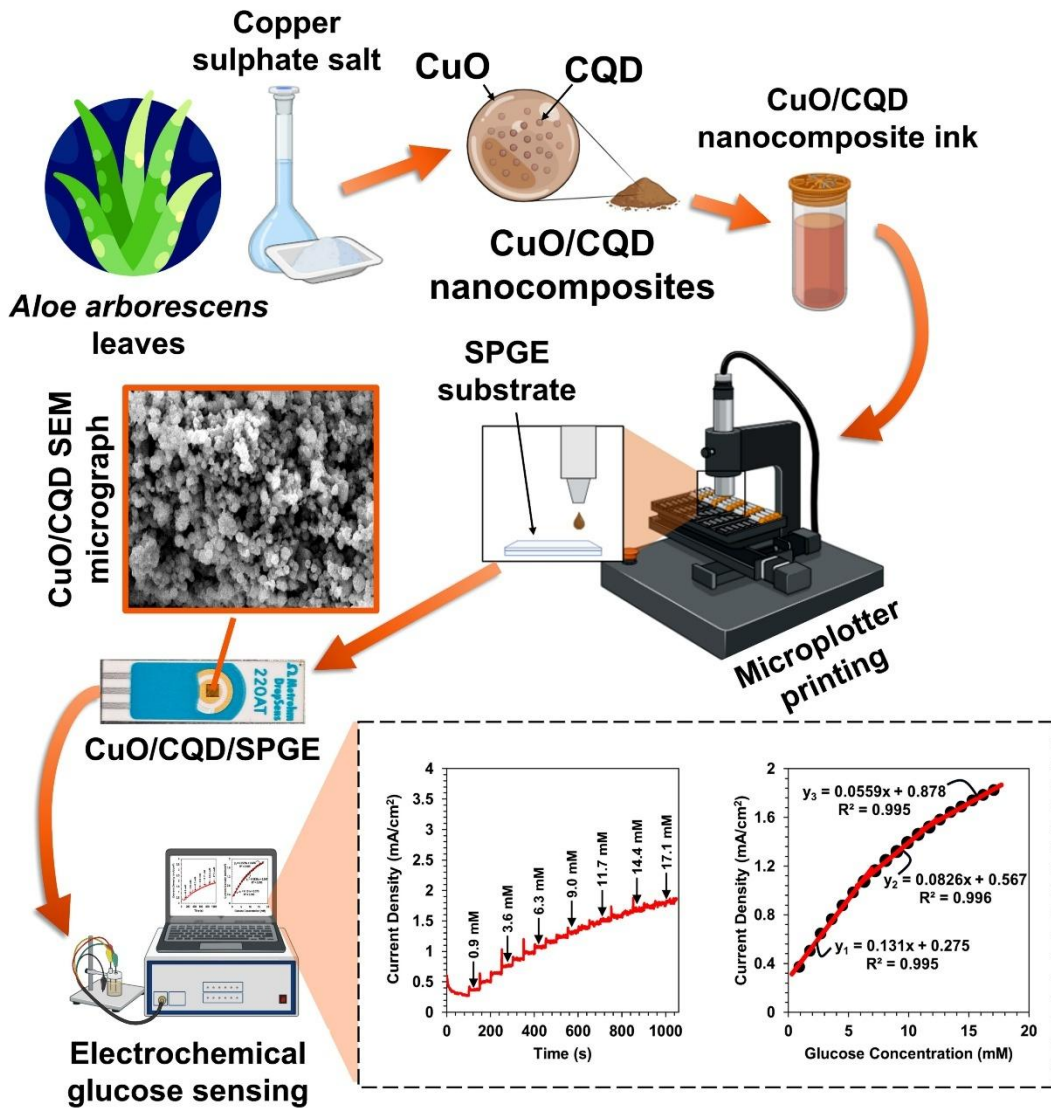 Copper
sulphate salt
CuO
CQD
CuO/CQD
nanocomposite ink
CuO/CQD
nanocomposites
Aloe arborescens
leaves
SPGE
substrate
CuO/CQD SEM
micrograph
Microplotter
printing
Metrohm
DropSens
220AT
CuO/CQD/SPGE
Electrochemical
glucose sensing
4
3.5
3
2.5
2
1.5
1
0.5
0
Current Density (mA/cm²)
0.9 mM
3.6 mM
6.3 mM
9.0 mM
11.7 mM
14.4 mM
17.1 mM
0 200 400 600 800 1000
Time (s)
2
1.6
1.2
0.8
0.4
0
Current Density (mA/cm²)
y₃ = 0.0559x + 0.878
R² = 0.995
y₂ = 0.0826x + 0.567
R² = 0.996
y₁ = 0.131x + 0.275
R² = 0.995
0 5 10 15 20
Glucose Concentration (mM)